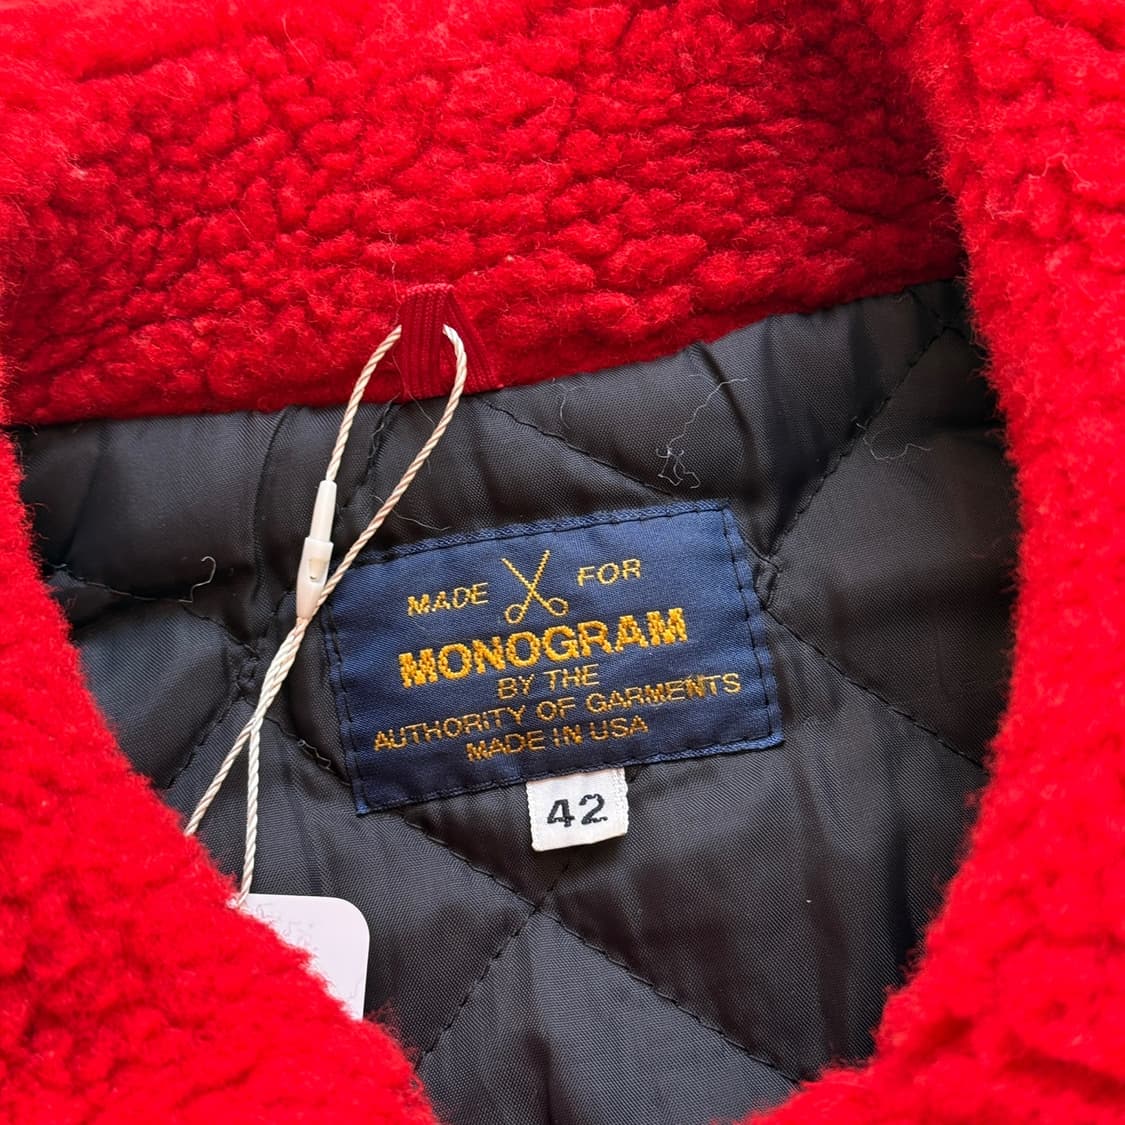 MADE FOR
MONOGRAM
BY THE
AUTHORITY OF GARMENTS
MADE IN USA
42